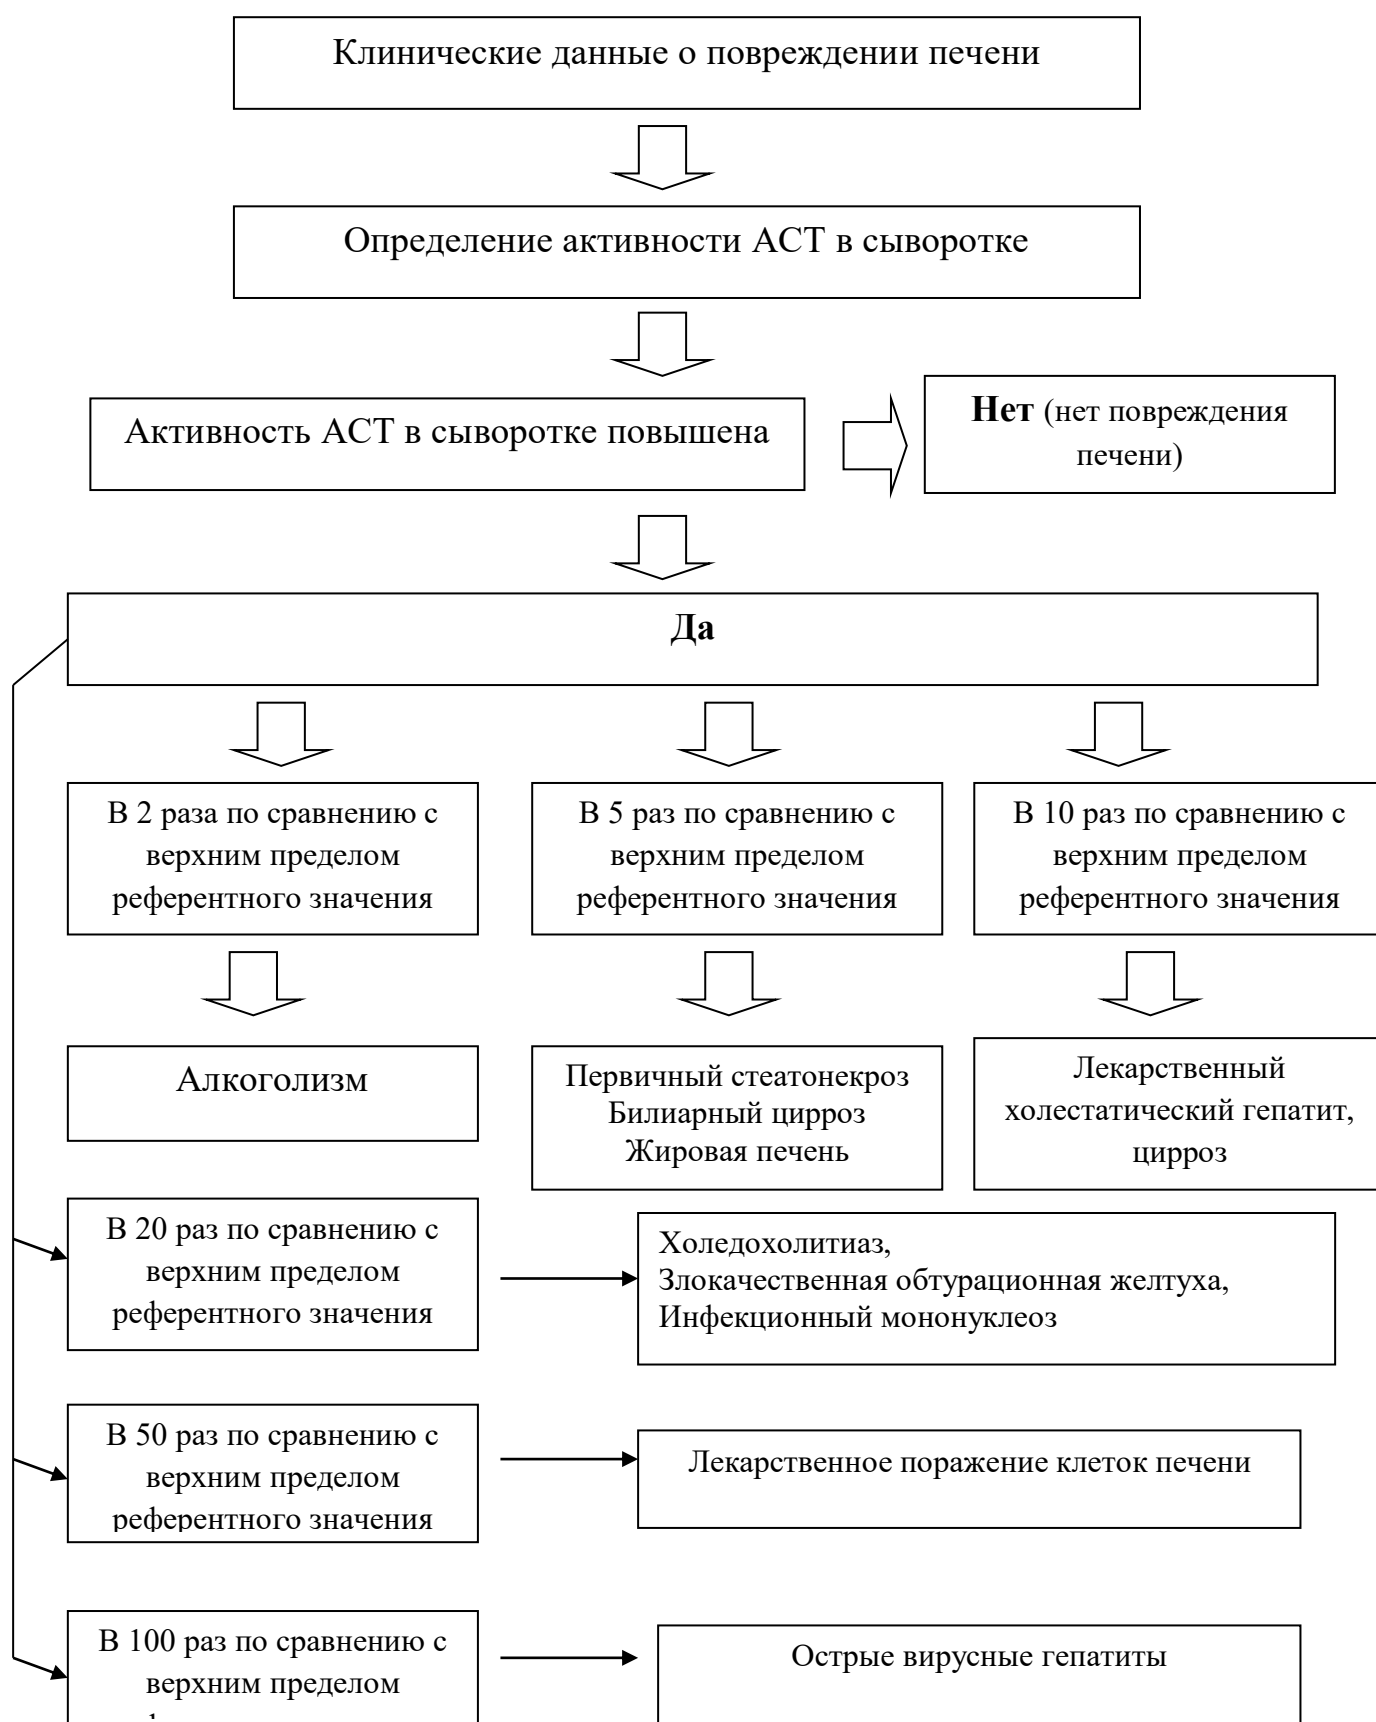 Клинические данные о повреждении печени
Определение активности АСТ в сыворотке
Активность АСТ в сыворотке повышена
Нет (нет повреждения
печени)
Да
В 2 раза по сравнению с
верхним пределом
референтного значения
В 5 раз по сравнению с
верхним пределом
референтного значения
В 10 раз по сравнению с
верхним пределом
референтного значения
Алкоголизм
Первичный стеатонекроз
Билиарный цирроз
Жировая печень
Лекарственный
холестатический гепатит,
цирроз
В 20 раз по сравнению с
верхним пределом
референтного значения
Холедохолитиаз,
Злокачественная обтурационная желтуха,
Инфекционный мононуклеоз
В 50 раз по сравнению с
верхним пределом
референтного значения
Лекарственное поражение клеток печени
В 100 раз по сравнению с
верхним пределом
Острые вирусные гепатиты